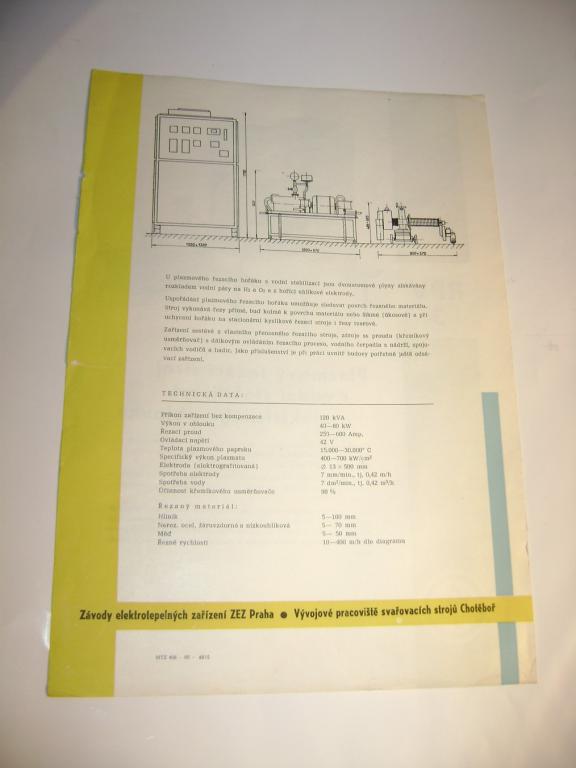 U plazmového řezacího hořáku s vodní stabilizací jsou dvouatomové plyny získávány
rozkladem vodní páry na H₂ a O₂ a z hořící uhlíkové elektrody.
Uspořádání plazmového řezacího hořáku umožňuje sledovat povrch řezaného materiálu.
Stroj vykonává řezy přímé, buď kolmé k povrchu materiálu nebo šikmé (úkosové) a při
uchycení hořáku na stacionární kyslíkové řezací stroje i řezy tvarové.
Zařízení sestává z vlastního přenosného řezacího stroje, zdroje ss proudu (křemíkový
usměrňovač) s dálkovým ovládáním řezacího procesu, vodního čerpadla s nádrží, spojo-
vacích vodičů a hadic. Jako příslušenství je při práci uvnitř budovy potřebné ještě odsá-
vací zařízení.
TECHNICKÁ DATA:
Příkon zařízení bez kompenzace 120 kVA
Výkon v oblouku 40—80 kW
Řezací proud 250—600 Amp.
Ovládací napětí 42 V
Teplota plazmového paprsku 15.000—30.000° C
Specifický výkon plasmatu 400—700 kW/cm²
Elektroda (elektrografitovaná) ∅ 13 × 500 mm
Spotřeba elektrody 7 mm/min., tj. 0,42 m/h
Spotřeba vody 7 dm³/min., tj. 0,42 m³/h
Účinnost křemíkového usměrňovače 98 %
Řezaný materiál:
Hliník 5—100 mm
Nerez. ocel, žáruvzdorná a nízkouhlíková 5— 70 mm
Měď 5— 50 mm
Řezné rychlosti 10—400 m/h dle diagramu
Závody elektrotepelných zařízení ZEZ Praha ● Vývojové pracoviště svařovacích strojů Chotěboř